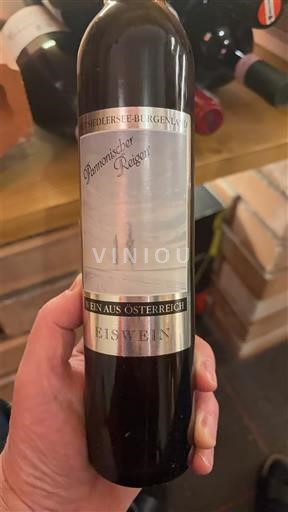 SIEDLERSEE-BURGENLAND
Pannonischer
Reigen
VINIOU
WEIN AUS ÖSTERREICH
EISWEIN